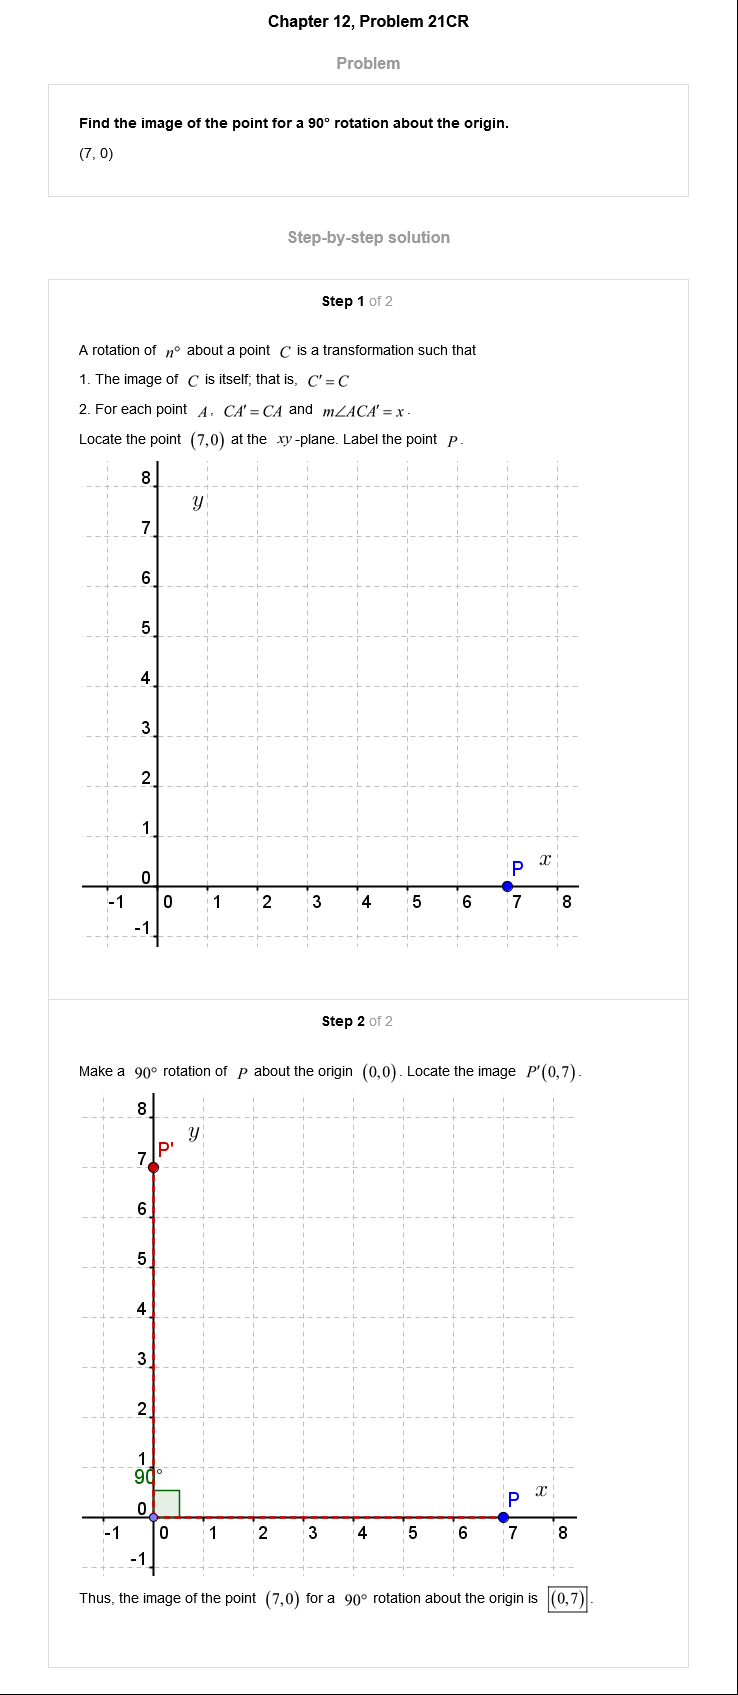 Chapter 12, Problem 21CR
Problem
Find the image of the point for a 90° rotation about the origin.
(7, 0)
Step-by-step solution
Step 1 of 2
A rotation of n° about a point C is a transformation such that
1. The image of C is itself; that is, C′ = C
2. For each point A, CA′ = CA and m∠ACA′ = x.
Locate the point (7,0) at the xy-plane. Label the point P.
8
y
7
6
5
4
3
2
1
P x
0
-1 0 1 2 3 4 5 6 7 8
-1
Step 2 of 2
Make a 90° rotation of P about the origin (0,0). Locate the image P′(0,7).
8
y
P'
7
6
5
4
3
2
1
90°
P x
0
-1 0 1 2 3 4 5 6 7 8
-1
Thus, the image of the point (7,0) for a 90° rotation about the origin is (0,7).